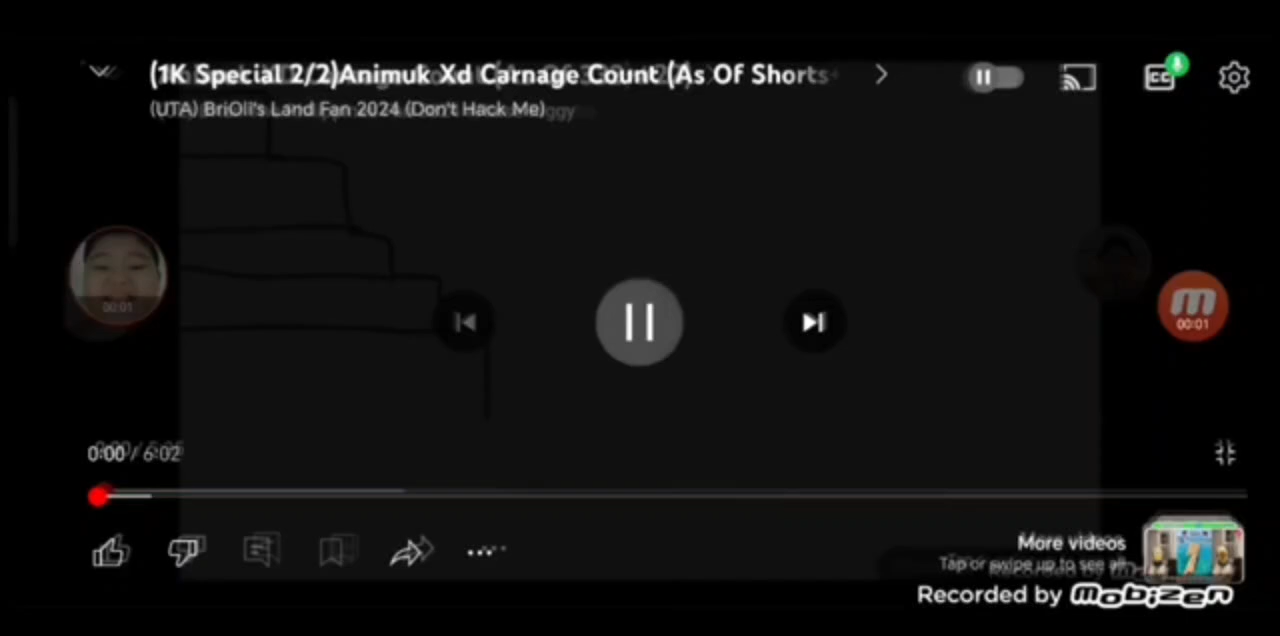 (1K Special 2/2)Animuk Xd Carnage Count (As Of Shorts
(UTA) BriOli's Land Fan 2024 (Don't Hack Me)
CC
00:01
00:01
0:00 / 6:02
More videos
Tap or swipe up to see all
Recorded by mobizen